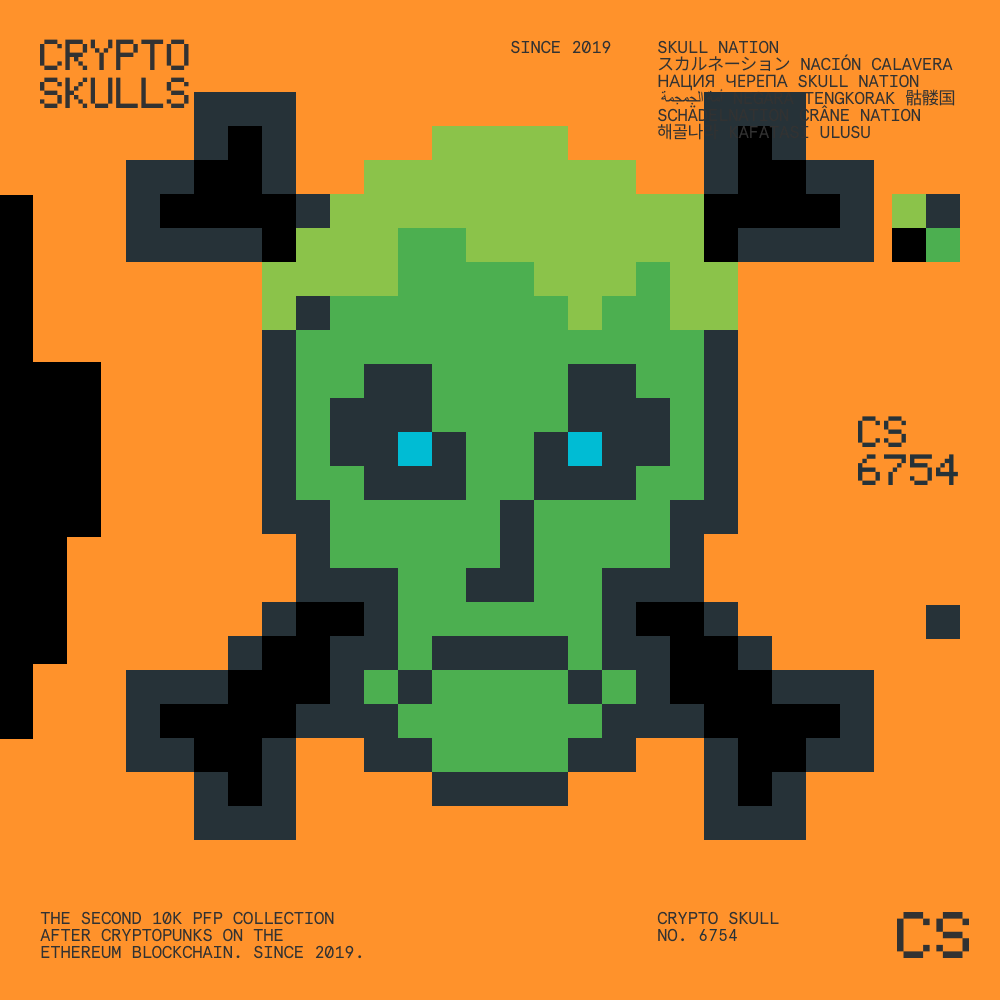 CRYPTO
SKULLS
SINCE 2019
SKULL NATION
スカルネーション NACIÓN CALAVERA
НАЦИЯ ЧЕРЕПА SKULL NATION
الجمجمة TENGKORAK 骷髅国
CRÂNE NATION
해골 ULUSU
CS
6754
THE SECOND 10K PFP COLLECTION
AFTER CRYPTOPUNKS ON THE
ETHEREUM BLOCKCHAIN. SINCE 2019.
CRYPTO SKULL
NO. 6754
CS